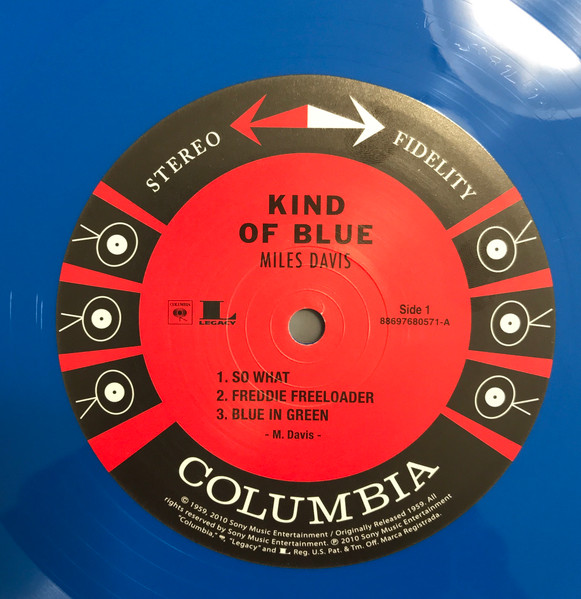 STEREO FIDELITY
KIND
OF BLUE
MILES DAVIS
COLUMBIA
LEGACY
Side 1
88697680571-A
1. SO WHAT
2. FREDDIE FREELOADER
3. BLUE IN GREEN
- M. Davis -
COLUMBIA
© 1959, 2010 Sony Music Entertainment / Originally Released 1959. All
rights reserved by Sony Music Entertainment. ℗ 2010 Sony Music Entertainment
"Columbia," "Legacy" and L Reg. U.S. Pat. & Tm. Off. Marca Registrada.